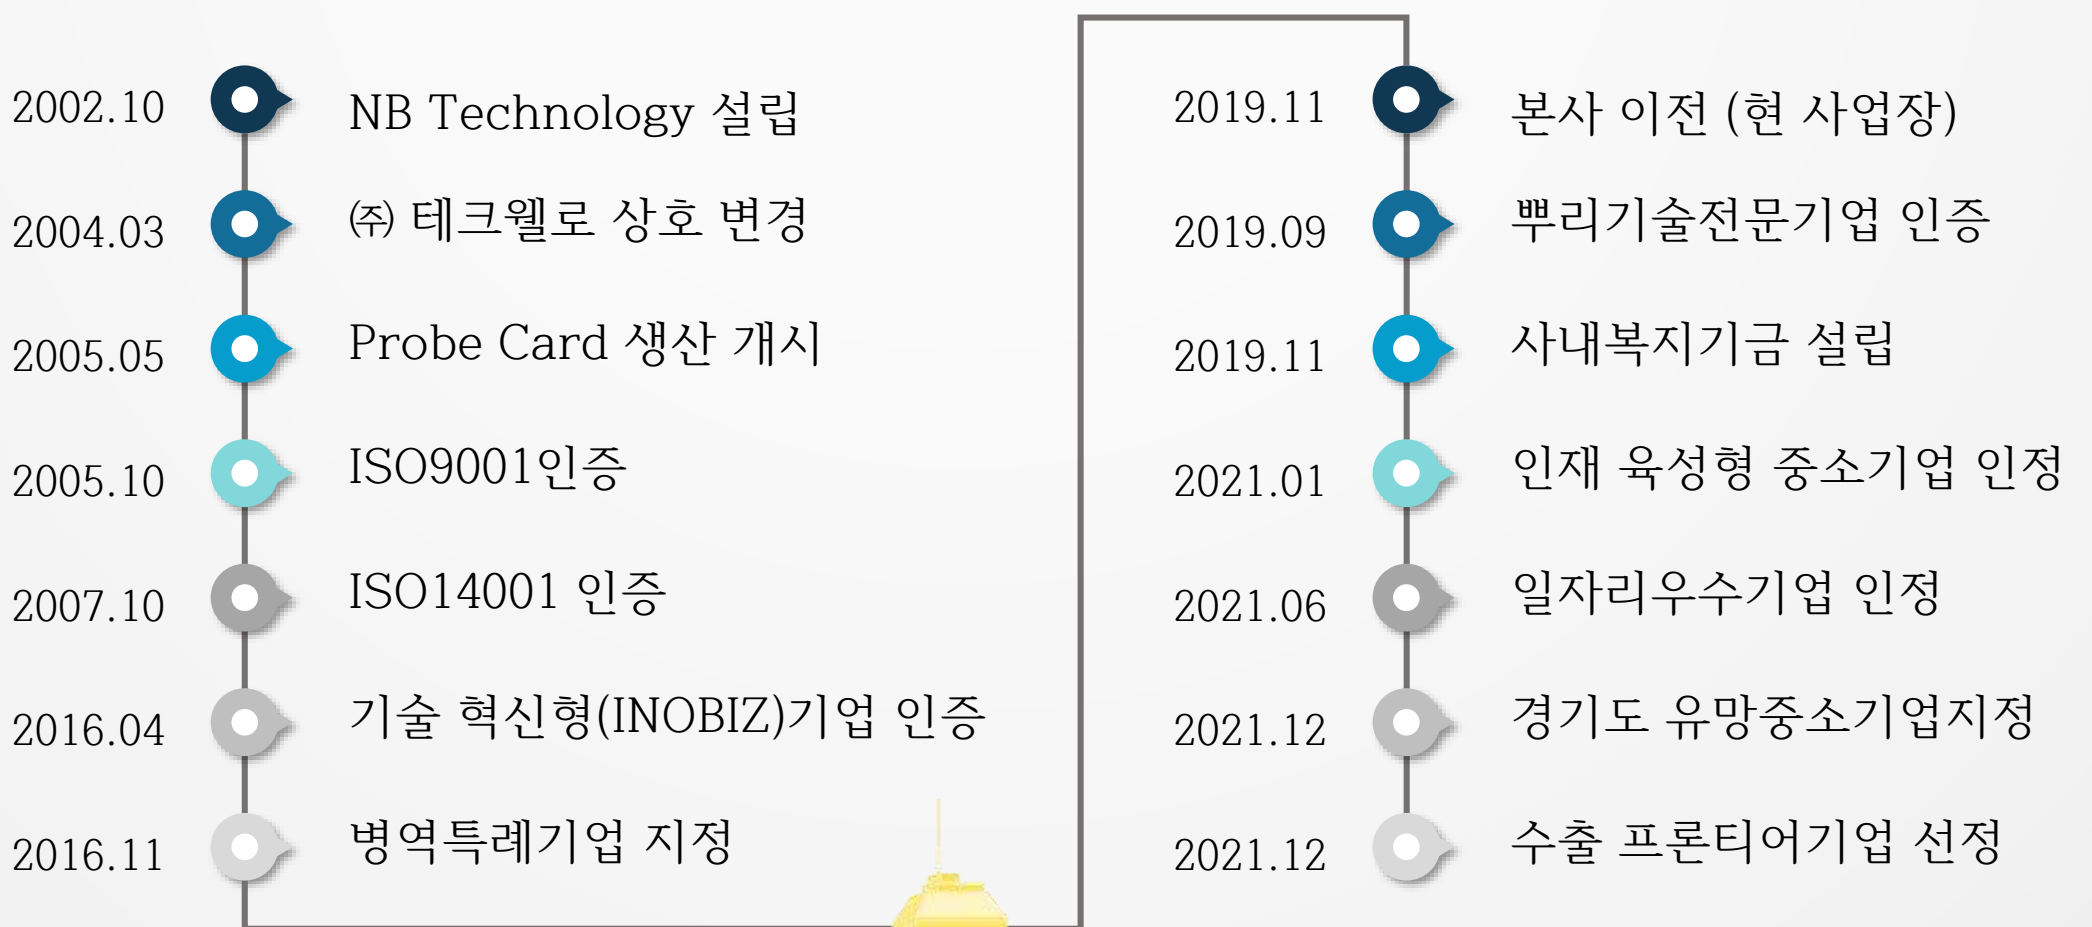 2002.10 NB Technology 설립
2004.03 ㈜ 테크웰로 상호 변경
2005.05 Probe Card 생산 개시
2005.10 ISO9001인증
2007.10 ISO14001 인증
2016.04 기술 혁신형(INOBIZ)기업 인증
2016.11 병역특례기업 지정
2019.11 본사 이전 (현 사업장)
2019.09 뿌리기술전문기업 인증
2019.11 사내복지기금 설립
2021.01 인재 육성형 중소기업 인정
2021.06 일자리우수기업 인정
2021.12 경기도 유망중소기업지정
2021.12 수출 프론티어기업 선정